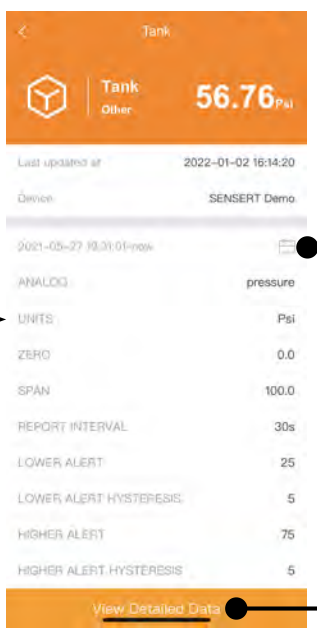 Tank
Tank
Other
56.76Psi
Last updated at 2022-01-02 16:14:20
Device SENSERT Demo
2021-05-27 19:31:01-now
ANALOG pressure
UNITS Psi
ZERO 0.0
SPAN 100.0
REPORT INTERVAL 30s
LOWER ALERT 25
LOWER ALERT HYSTERESIS 5
HIGHER ALERT 75
HIGHER ALERT HYSTERESIS 5
View Detailed Data